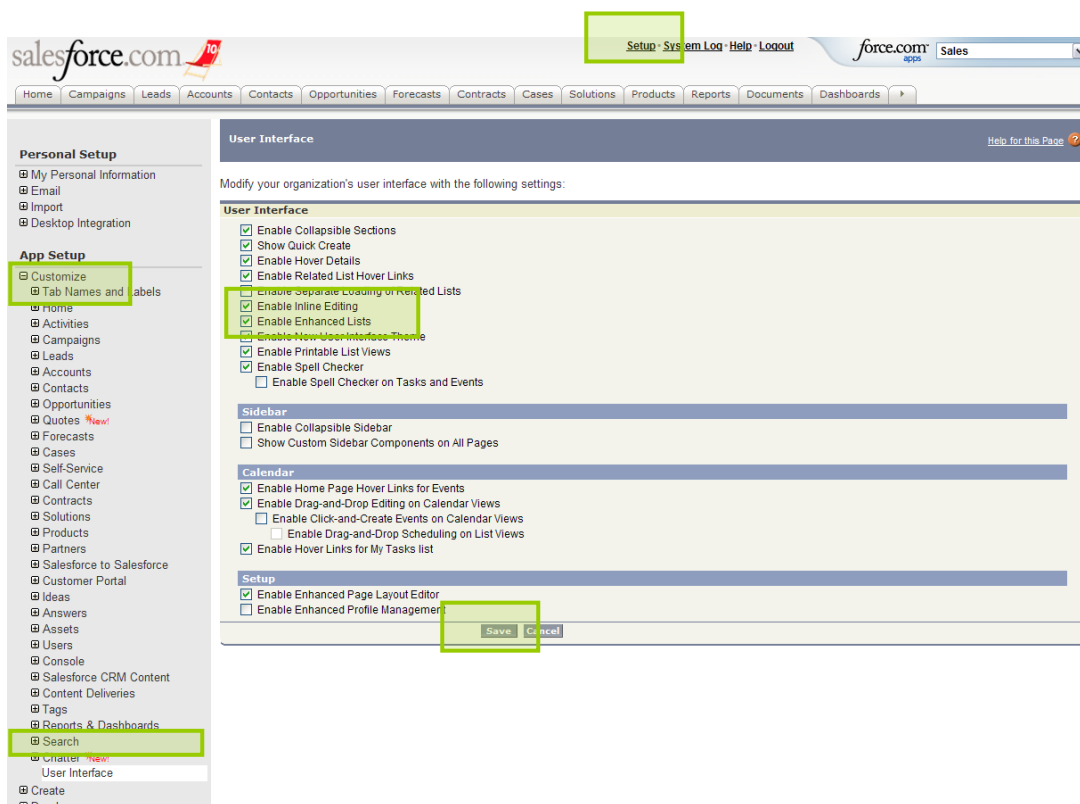 salesforce.com 10
Setup · System Log · Help · Logout
force.com apps Sales
Home Campaigns Leads Accounts Contacts Opportunities Forecasts Contracts Cases Solutions Products Reports Documents Dashboards
User Interface
Help for this Page ?
Personal Setup
My Personal Information
Email
Import
Desktop Integration
App Setup
Customize
Tab Names and Labels
Home
Activities
Campaigns
Leads
Accounts
Contacts
Opportunities
Quotes New!
Forecasts
Cases
Self-Service
Call Center
Contracts
Solutions
Products
Partners
Salesforce to Salesforce
Customer Portal
Ideas
Answers
Assets
Users
Console
Salesforce CRM Content
Content Deliveries
Tags
Reports & Dashboards
Search
Chatter New!
User Interface
Create
Modify your organization's user interface with the following settings:
User Interface
Enable Collapsible Sections
Show Quick Create
Enable Hover Details
Enable Related List Hover Links
Enable Separate Loading of Related Lists
Enable Inline Editing
Enable Enhanced Lists
Enable New User Interface Theme
Enable Printable List Views
Enable Spell Checker
Enable Spell Checker on Tasks and Events
Sidebar
Enable Collapsible Sidebar
Show Custom Sidebar Components on All Pages
Calendar
Enable Home Page Hover Links for Events
Enable Drag-and-Drop Editing on Calendar Views
Enable Click-and-Create Events on Calendar Views
Enable Drag-and-Drop Scheduling on List Views
Enable Hover Links for My Tasks list
Setup
Enable Enhanced Page Layout Editor
Enable Enhanced Profile Management
Save Cancel